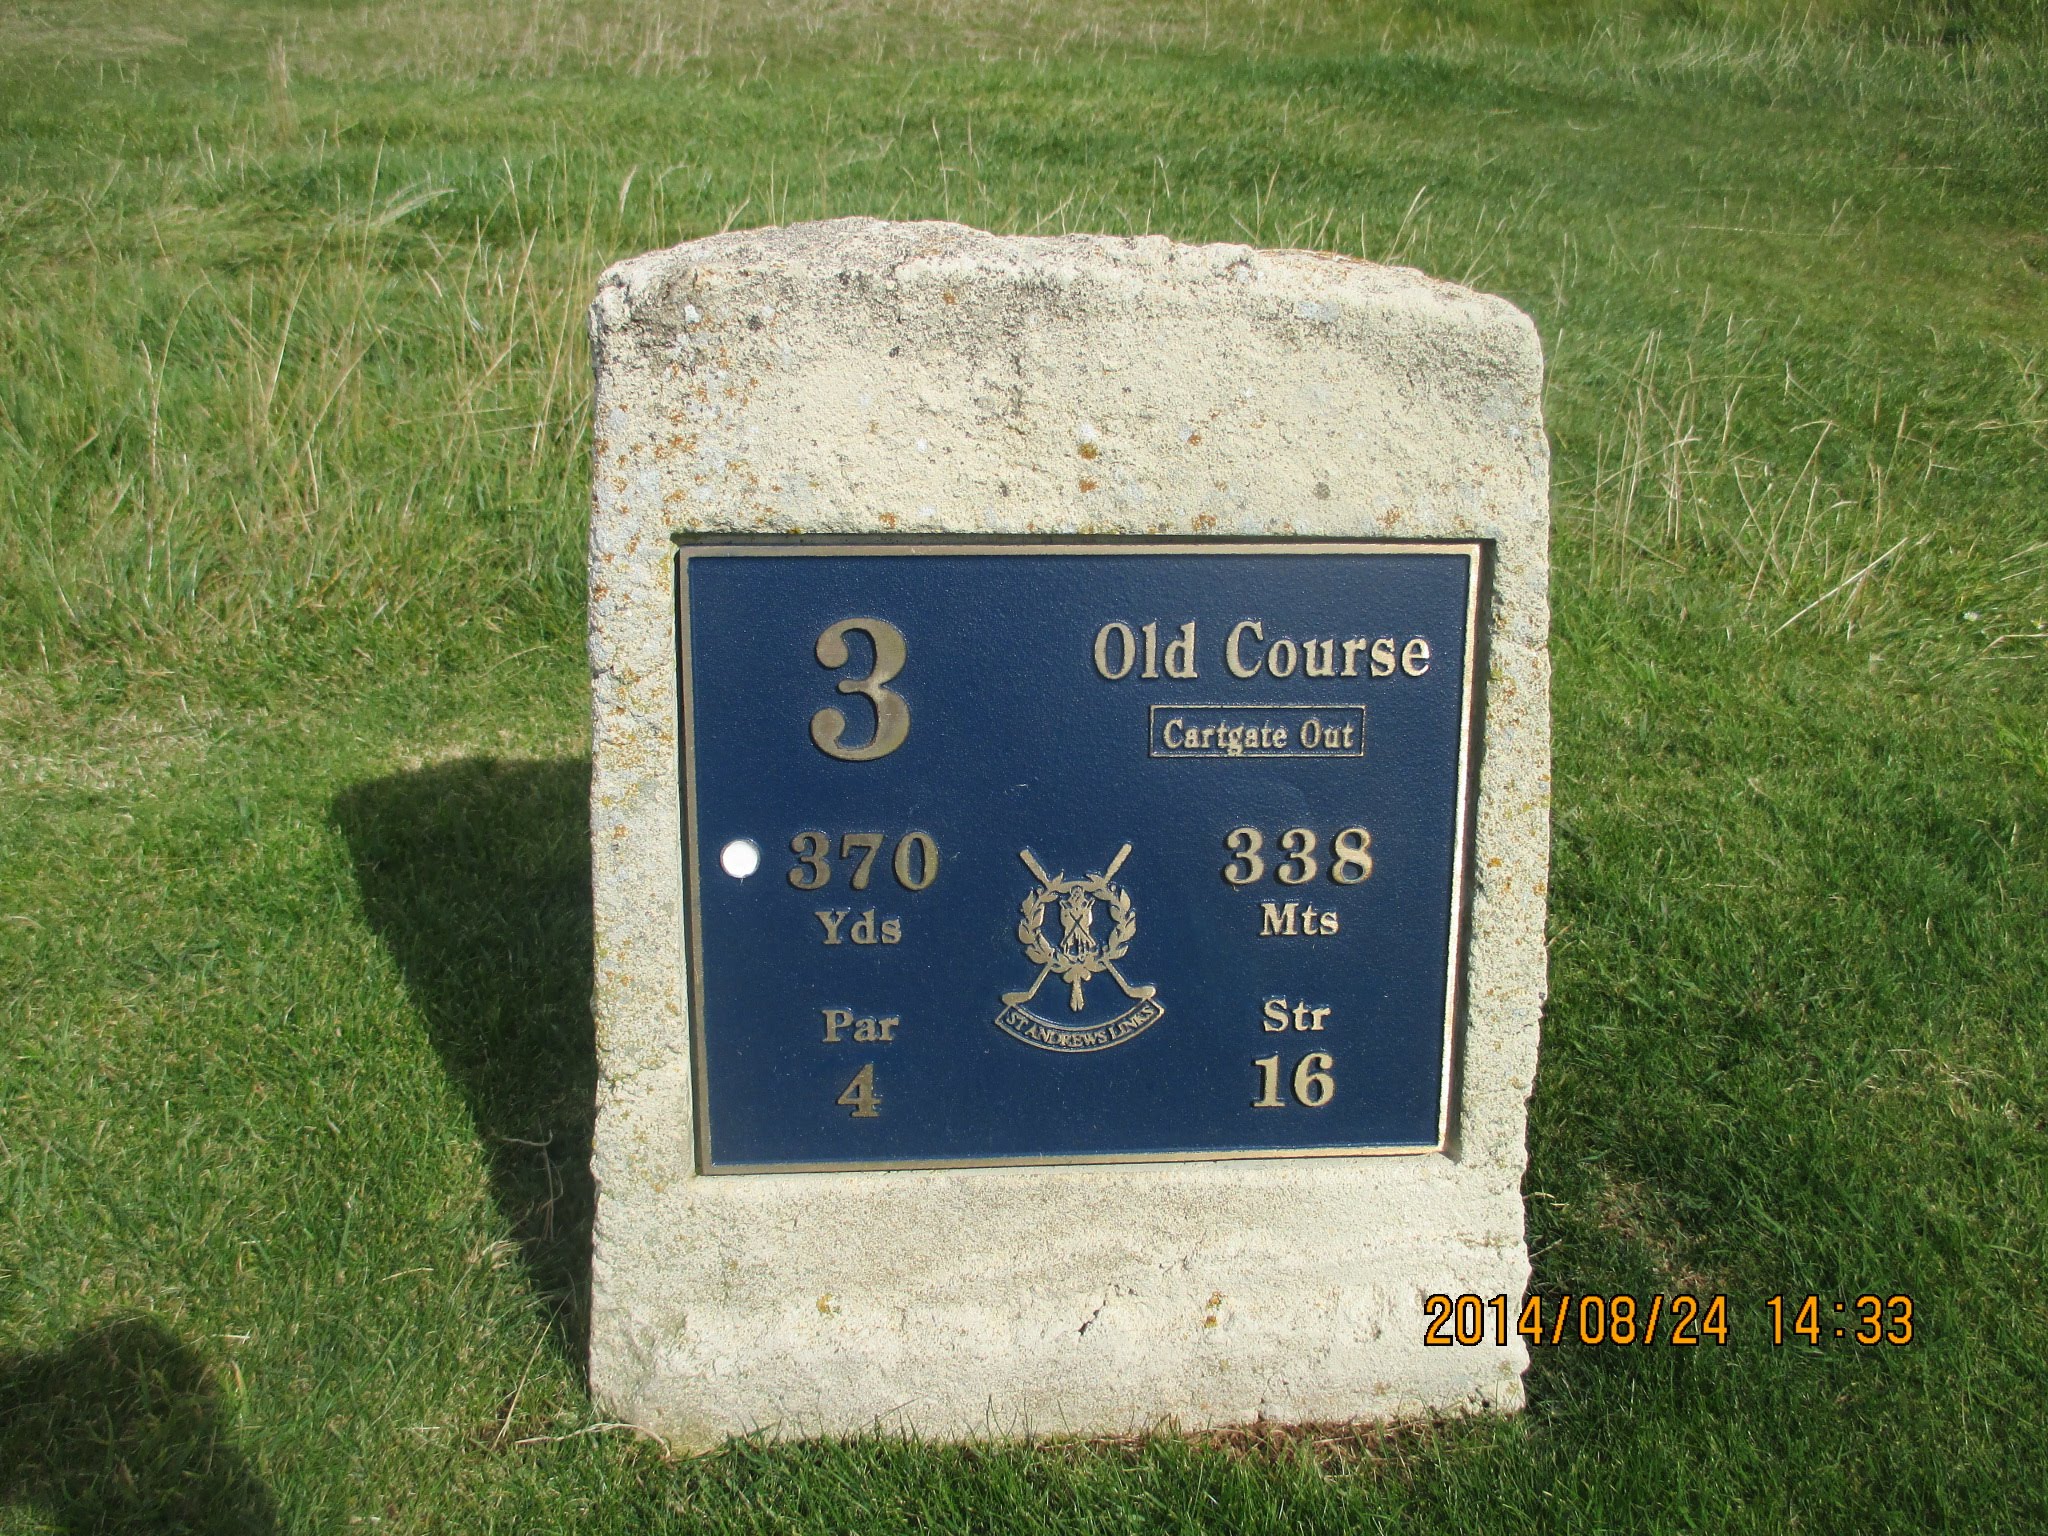 3
Old Course
Cartgate Out
370
Yds
338
Mts
ST ANDREWS LINKS
Par
4
Str
16
2014/08/24 14:33